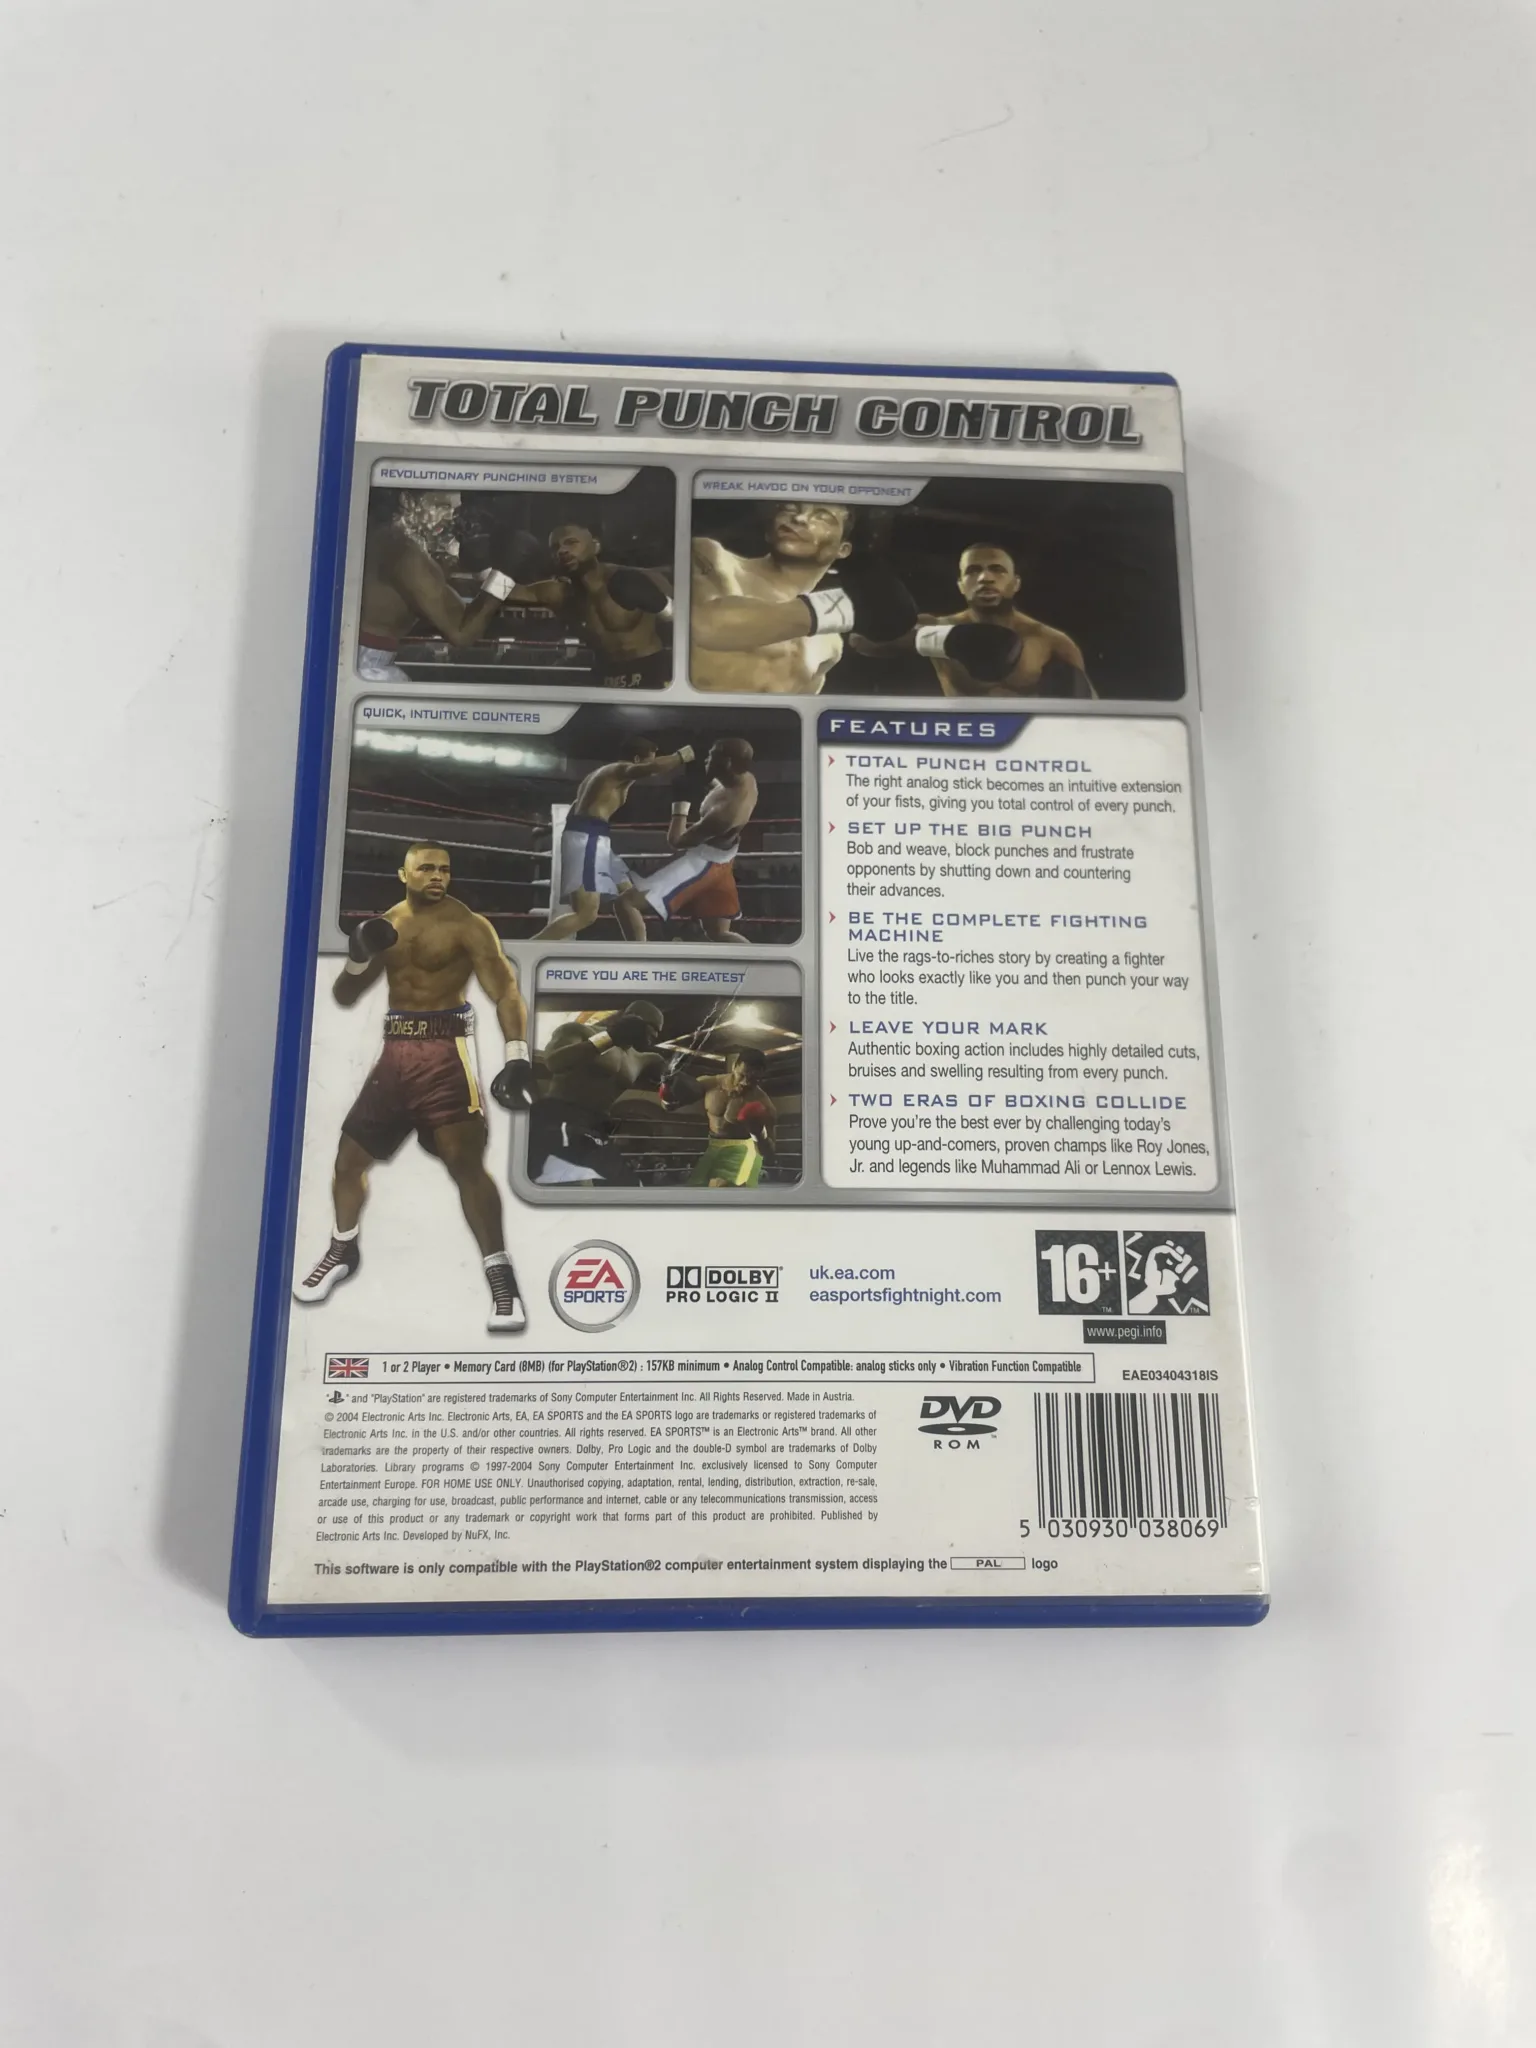 TOTAL PUNCH CONTROL
REVOLUTIONARY PUNCHING SYSTEM
WREAK HAVOC ON YOUR OPPONENT
JONES JR
QUICK, INTUITIVE COUNTERS
JONES JR
PROVE YOU ARE THE GREATEST
FEATURES
TOTAL PUNCH CONTROL
The right analog stick becomes an intuitive extension
of your fists, giving you total control of every punch.
SET UP THE BIG PUNCH
Bob and weave, block punches and frustrate
opponents by shutting down and countering
their advances.
BE THE COMPLETE FIGHTING
MACHINE
Live the rags-to-riches story by creating a fighter
who looks exactly like you and then punch your way
to the title.
LEAVE YOUR MARK
Authentic boxing action includes highly detailed cuts,
bruises and swelling resulting from every punch.
TWO ERAS OF BOXING COLLIDE
Prove you're the best ever by challenging today's
young up-and-comers, proven champs like Roy Jones,
Jr. and legends like Muhammad Ali or Lennox Lewis.
EA
SPORTS™
DOLBY®
PRO LOGIC II
uk.ea.com
easportsfightnight.com
16+
™
™
www.pegi.info
1 or 2 Player • Memory Card (8MB) (for PlayStation®2) : 157KB minimum • Analog Control Compatible: analog sticks only • Vibration Function Compatible
EAE03404318IS
" " and "PlayStation" are registered trademarks of Sony Computer Entertainment Inc. All Rights Reserved. Made in Austria.
© 2004 Electronic Arts Inc. Electronic Arts, EA, EA SPORTS and the EA SPORTS logo are trademarks or registered trademarks of
Electronic Arts Inc. in the U.S. and/or other countries. All rights reserved. EA SPORTS™ is an Electronic Arts™ brand. All other
trademarks are the property of their respective owners. Dolby, Pro Logic and the double-D symbol are trademarks of Dolby
Laboratories. Library programs © 1997-2004 Sony Computer Entertainment Inc. exclusively licensed to Sony Computer
Entertainment Europe. FOR HOME USE ONLY. Unauthorised copying, adaptation, rental, lending, distribution, extraction, re-sale,
arcade use, charging for use, broadcast, public performance and internet, cable or any telecommunications transmission, access
or use of this product or any trademark or copyright work that forms part of this product are prohibited. Published by
Electronic Arts Inc. Developed by NuFX, Inc.
DVD
ROM
5 030930 038069
This software is only compatible with the PlayStation®2 computer entertainment system displaying the PAL logo